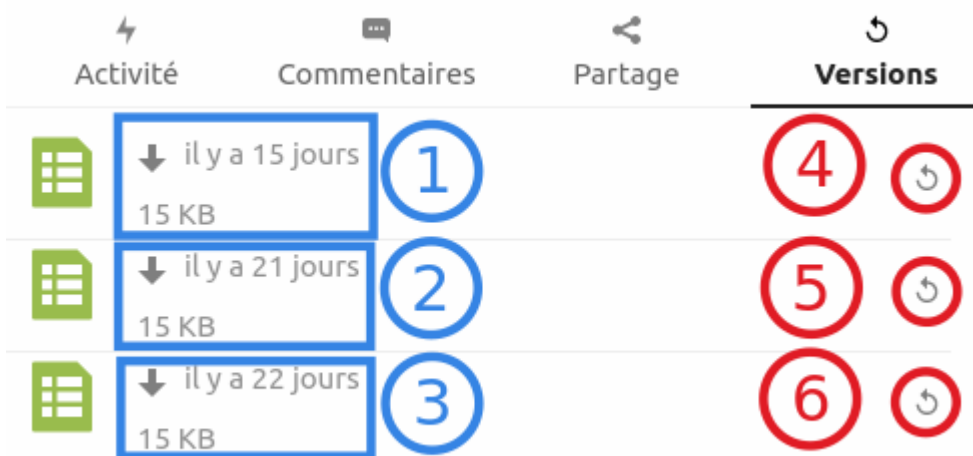 Activité Commentaires Partage Versions
il y a 15 jours 1 4
15 KB
il y a 21 jours 2 5
15 KB
il y a 22 jours 3 6
15 KB